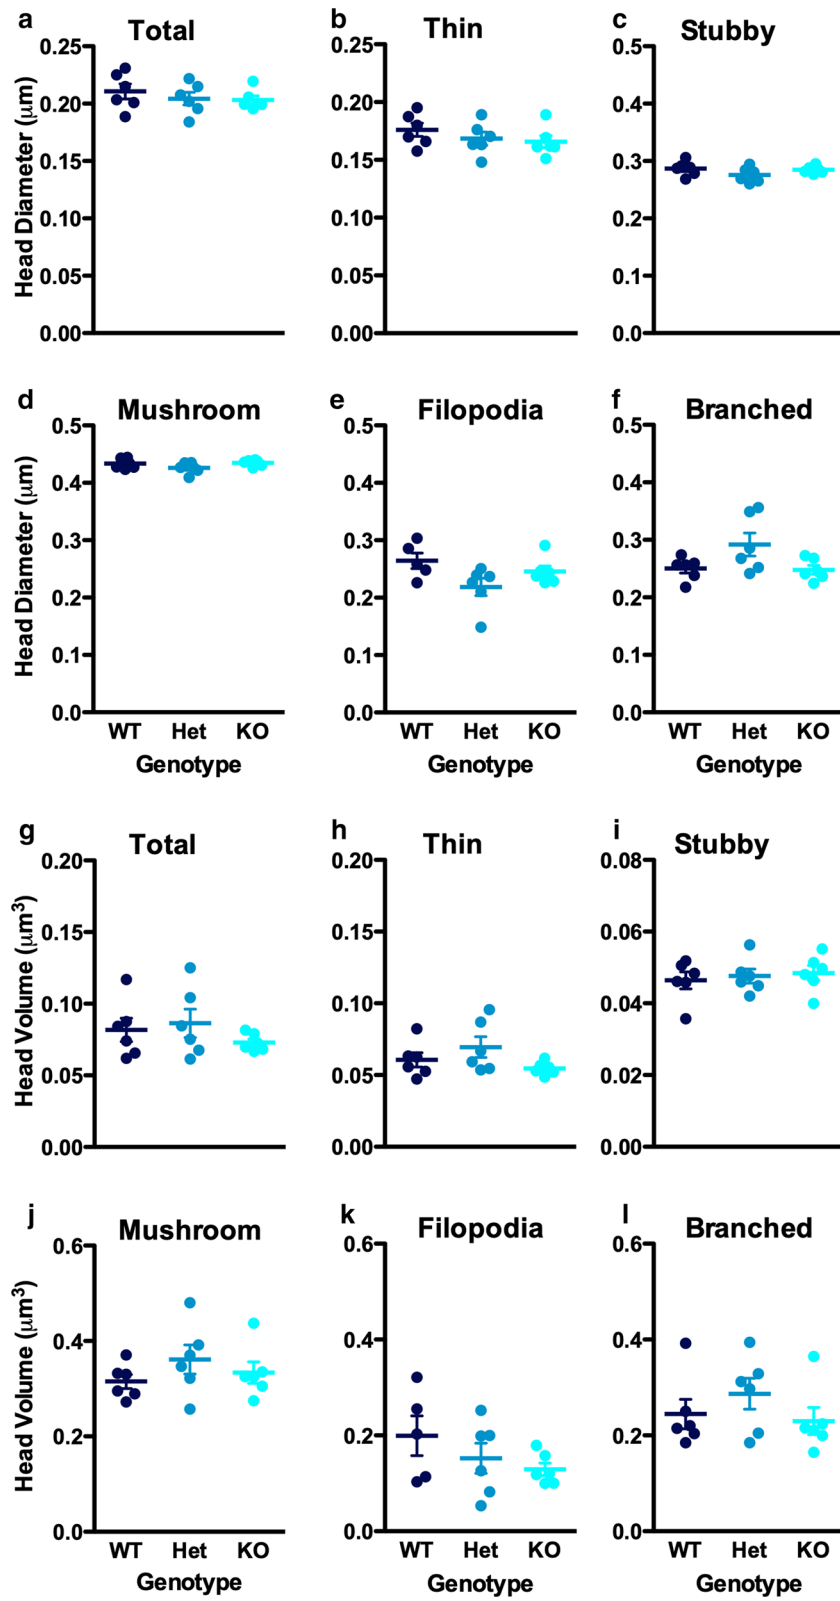 a Total
b Thin
c Stubby
Head Diameter (μm)
0.25
0.20
0.15
0.10
0.05
0.00
0.25
0.20
0.15
0.10
0.05
0.00
0.5
0.4
0.3
0.2
0.1
0.0
d Mushroom
e Filopodia
f Branched
Head Diameter (μm)
0.5
0.4
0.3
0.2
0.1
0.0
0.5
0.4
0.3
0.2
0.1
0.0
0.5
0.4
0.3
0.2
0.1
0.0
WT Het KO
Genotype
WT Het KO
Genotype
WT Het KO
Genotype
g Total
h Thin
i Stubby
Head Volume (μm³)
0.20
0.15
0.10
0.05
0.00
0.20
0.15
0.10
0.05
0.00
0.08
0.06
0.04
0.02
0.00
j Mushroom
k Filopodia
l Branched
Head Volume (μm³)
0.6
0.4
0.2
0.0
0.6
0.4
0.2
0.0
0.6
0.4
0.2
0.0
WT Het KO
Genotype
WT Het KO
Genotype
WT Het KO
Genotype